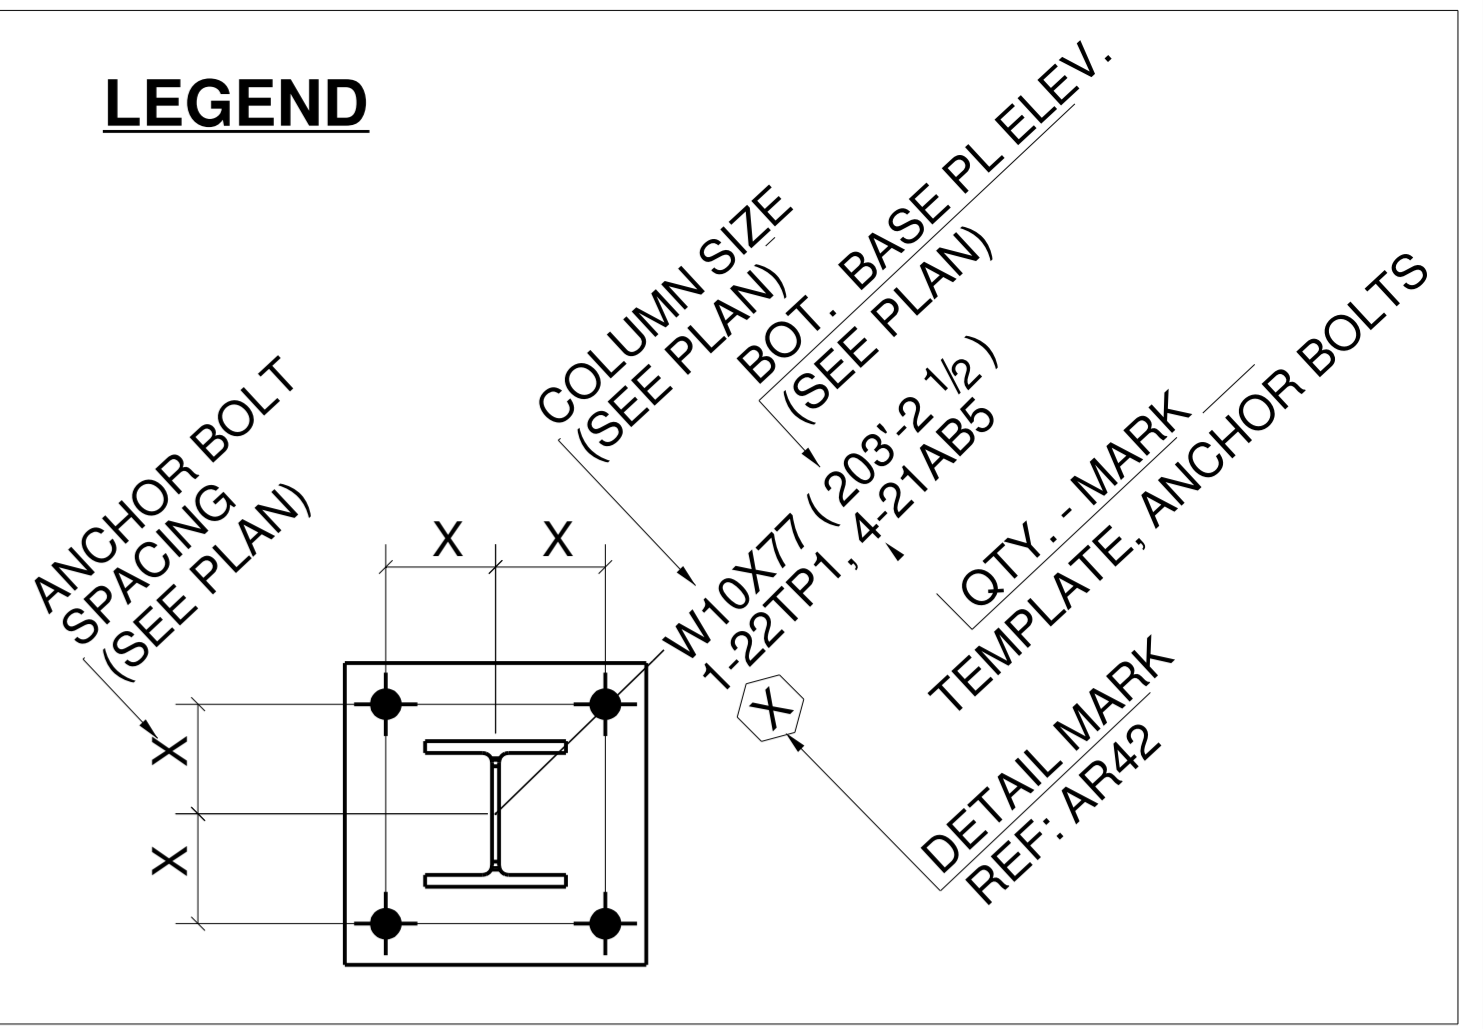 LEGEND
ANCHOR BOLT
SPACING
(SEE PLAN)
COLUMN SIZE
(SEE PLAN)
BOT. BASE PL ELEV.
(SEE PLAN)
W10X77 ( 203'-2 1/2 )
1-22TP1, 4-21AB5
QTY. - MARK
TEMPLATE, ANCHOR BOLTS
X
DETAIL MARK
REF: AR42
X X
X
X